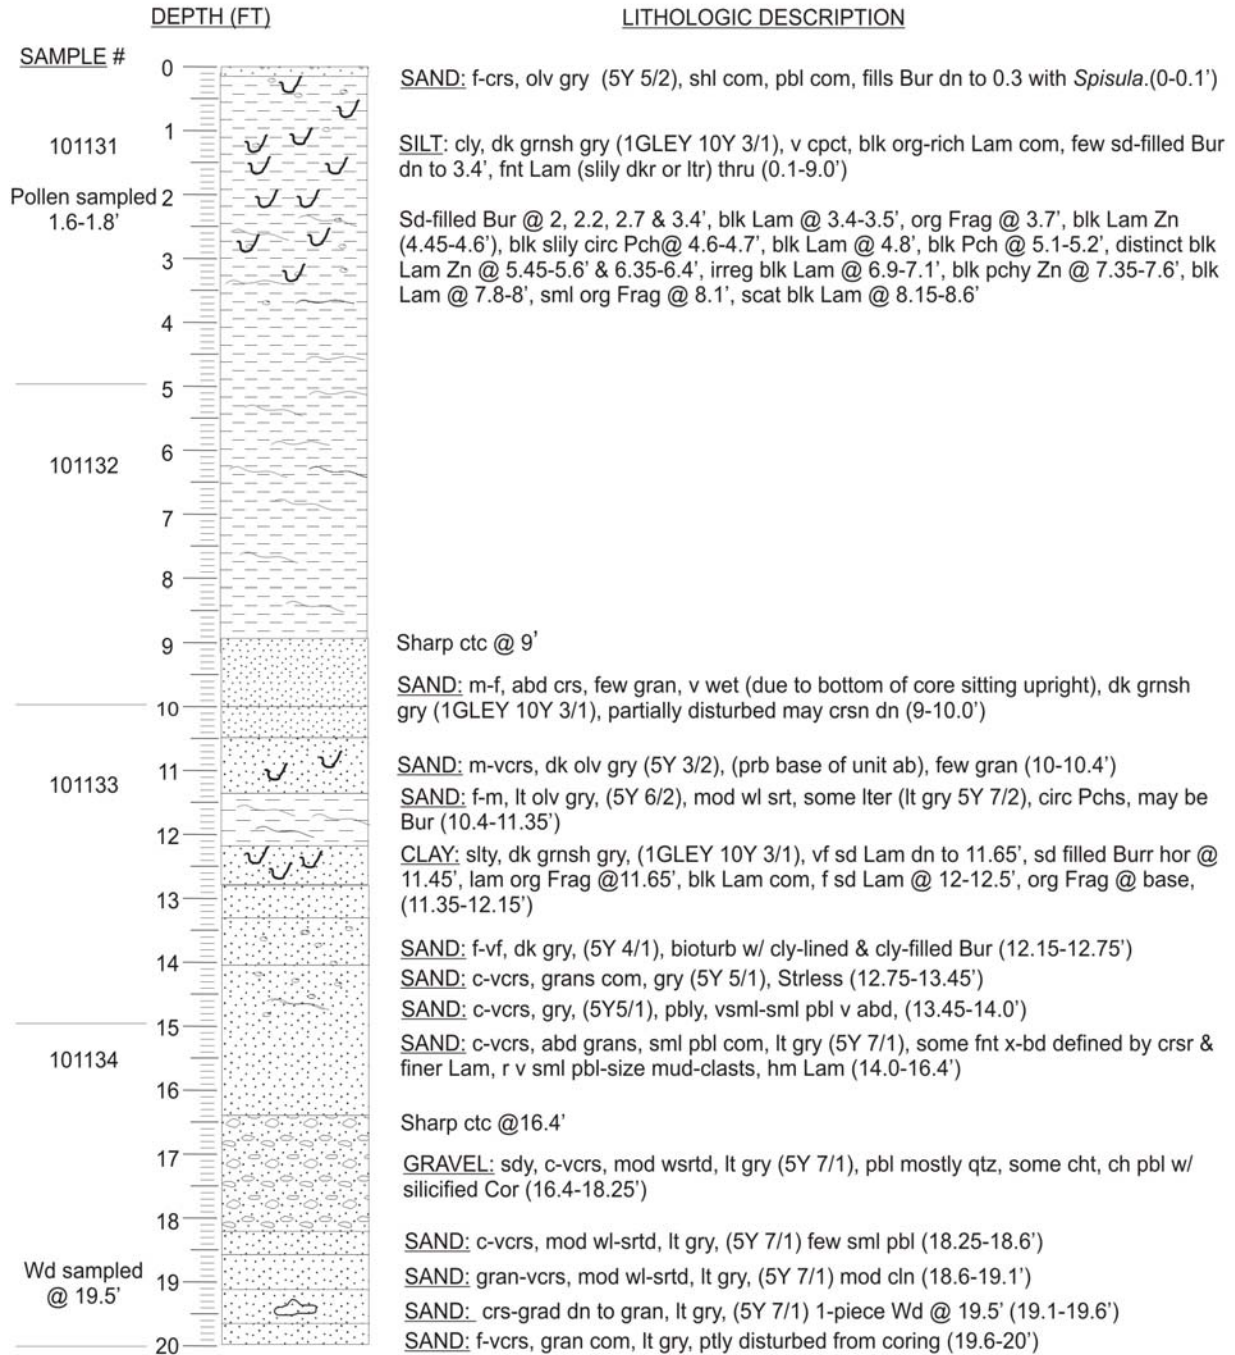 DEPTH (FT)
LITHOLOGIC DESCRIPTION
SAMPLE #
0
SAND: f-crs, olv gry (5Y 5/2), shl com, pbl com, fills Bur dn to 0.3 with Spisula.(0-0.1')
1
101131
SILT: cly, dk grnsh gry (1GLEY 10Y 3/1), v cpct, blk org-rich Lam com, few sd-filled Bur
dn to 3.4', fnt Lam (slily dkr or ltr) thru (0.1-9.0')
Pollen sampled
1.6-1.8'
2
Sd-filled Bur @ 2, 2.2, 2.7 & 3.4', blk Lam @ 3.4-3.5', org Frag @ 3.7', blk Lam Zn
(4.45-4.6'), blk slily circ Pch@ 4.6-4.7', blk Lam @ 4.8', blk Pch @ 5.1-5.2', distinct blk
Lam Zn @ 5.45-5.6' & 6.35-6.4', irreg blk Lam @ 6.9-7.1', blk pchy Zn @ 7.35-7.6', blk
Lam @ 7.8-8', sml org Frag @ 8.1', scat blk Lam @ 8.15-8.6'
3
4
5
101132
6
7
8
9
Sharp ctc @ 9'
SAND: m-f, abd crs, few gran, v wet (due to bottom of core sitting upright), dk grnsh
gry (1GLEY 10Y 3/1), partially disturbed may crsn dn (9-10.0')
10
101133
11
SAND: m-vcrs, dk olv gry (5Y 3/2), (prb base of unit ab), few gran (10-10.4')
SAND: f-m, lt olv gry, (5Y 6/2), mod wl srt, some lter (lt gry 5Y 7/2), circ Pchs, may be
Bur (10.4-11.35')
12
CLAY: slty, dk grnsh gry, (1GLEY 10Y 3/1), vf sd Lam dn to 11.65', sd filled Burr hor @
11.45', lam org Frag @11.65', blk Lam com, f sd Lam @ 12-12.5', org Frag @ base,
(11.35-12.15')
13
SAND: f-vf, dk gry, (5Y 4/1), bioturb w/ cly-lined & cly-filled Bur (12.15-12.75')
14
SAND: c-vcrs, grans com, gry (5Y 5/1), Strless (12.75-13.45')
SAND: c-vcrs, gry, (5Y5/1), pbly, vsml-sml pbl v abd, (13.45-14.0')
15
101134
SAND: c-vcrs, abd grans, sml pbl com, lt gry (5Y 7/1), some fnt x-bd defined by crsr &
finer Lam, r v sml pbl-size mud-clasts, hm Lam (14.0-16.4')
16
Sharp ctc @16.4'
17
GRAVEL: sdy, c-vcrs, mod wsrtd, lt gry (5Y 7/1), pbl mostly qtz, some cht, ch pbl w/
silicified Cor (16.4-18.25')
18
SAND: c-vcrs, mod wl-srtd, lt gry, (5Y 7/1) few sml pbl (18.25-18.6')
Wd sampled
@ 19.5'
19
SAND: gran-vcrs, mod wl-srtd, lt gry, (5Y 7/1) mod cln (18.6-19.1')
SAND: crs-grad dn to gran, lt gry, (5Y 7/1) 1-piece Wd @ 19.5' (19.1-19.6')
20
SAND: f-vcrs, gran com, lt gry, ptly disturbed from coring (19.6-20')